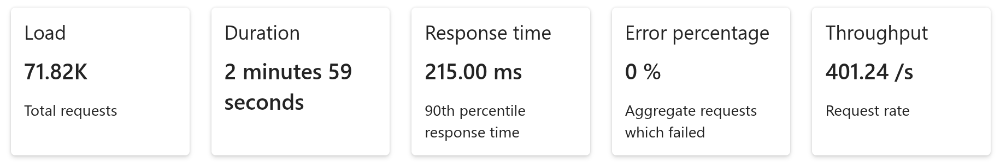 Load
71.82K
Total requests
Duration
2 minutes 59
seconds
Response time
215.00 ms
90th percentile
response time
Error percentage
0 %
Aggregate requests
which failed
Throughput
401.24 /s
Request rate